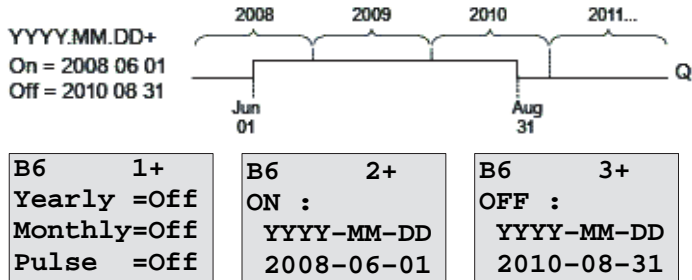 2008 2009 2010 2011...
YYYY.MM.DD+
On = 2008 06 01
Off = 2010 08 31
Q
Jun
01
Aug
31
B6 1+
Yearly =Off
Monthly=Off
Pulse =Off
B6 2+
ON :
YYYY-MM-DD
2008-06-01
B6 3+
OFF :
YYYY-MM-DD
2010-08-31